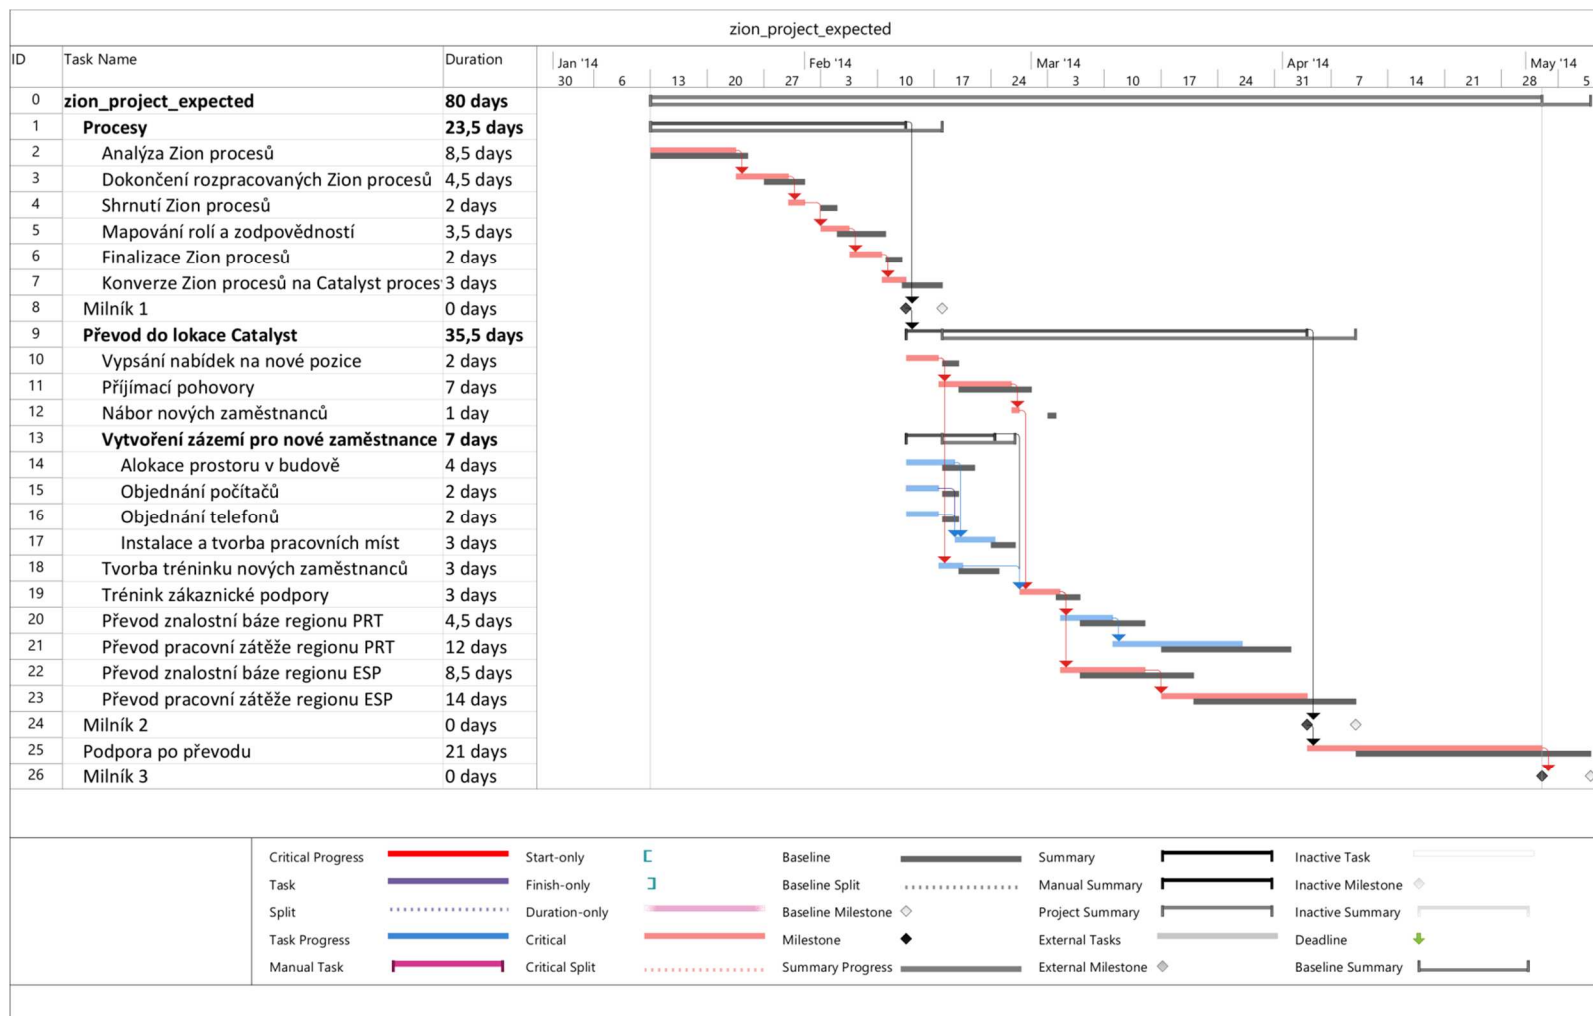 zion_project_expected
ID Task Name Duration Jan '14 Feb '14 Mar '14 Apr '14 May '14
30 6 13 20 27 3 10 17 24 3 10 17 24 31 7 14 21 28 5
0 zion_project_expected 80 days
1 Procesy 23,5 days
2 Analýza Zion procesů 8,5 days
3 Dokončení rozpracovaných Zion procesů 4,5 days
4 Shrnutí Zion procesů 2 days
5 Mapování rolí a zodpovědností 3,5 days
6 Finalizace Zion procesů 2 days
7 Konverze Zion procesů na Catalyst proces 3 days
8 Milník 1 0 days
9 Převod do lokace Catalyst 35,5 days
10 Vypsání nabídek na nové pozice 2 days
11 Příjímací pohovory 7 days
12 Nábor nových zaměstnanců 1 day
13 Vytvoření zázemí pro nové zaměstnance 7 days
14 Alokace prostoru v budově 4 days
15 Objednání počítačů 2 days
16 Objednání telefonů 2 days
17 Instalace a tvorba pracovních míst 3 days
18 Tvorba tréninku nových zaměstnanců 3 days
19 Trénink zákaznické podpory 3 days
20 Převod znalostní báze regionu PRT 4,5 days
21 Převod pracovní zátěže regionu PRT 12 days
22 Převod znalostní báze regionu ESP 8,5 days
23 Převod pracovní zátěže regionu ESP 14 days
24 Milník 2 0 days
25 Podpora po převodu 21 days
26 Milník 3 0 days
Critical Progress Start-only Baseline Summary Inactive Task
Task Finish-only Baseline Split Manual Summary Inactive Milestone
Split Duration-only Baseline Milestone Project Summary Inactive Summary
Task Progress Critical Milestone External Tasks Deadline
Manual Task Critical Split Summary Progress External Milestone Baseline Summary